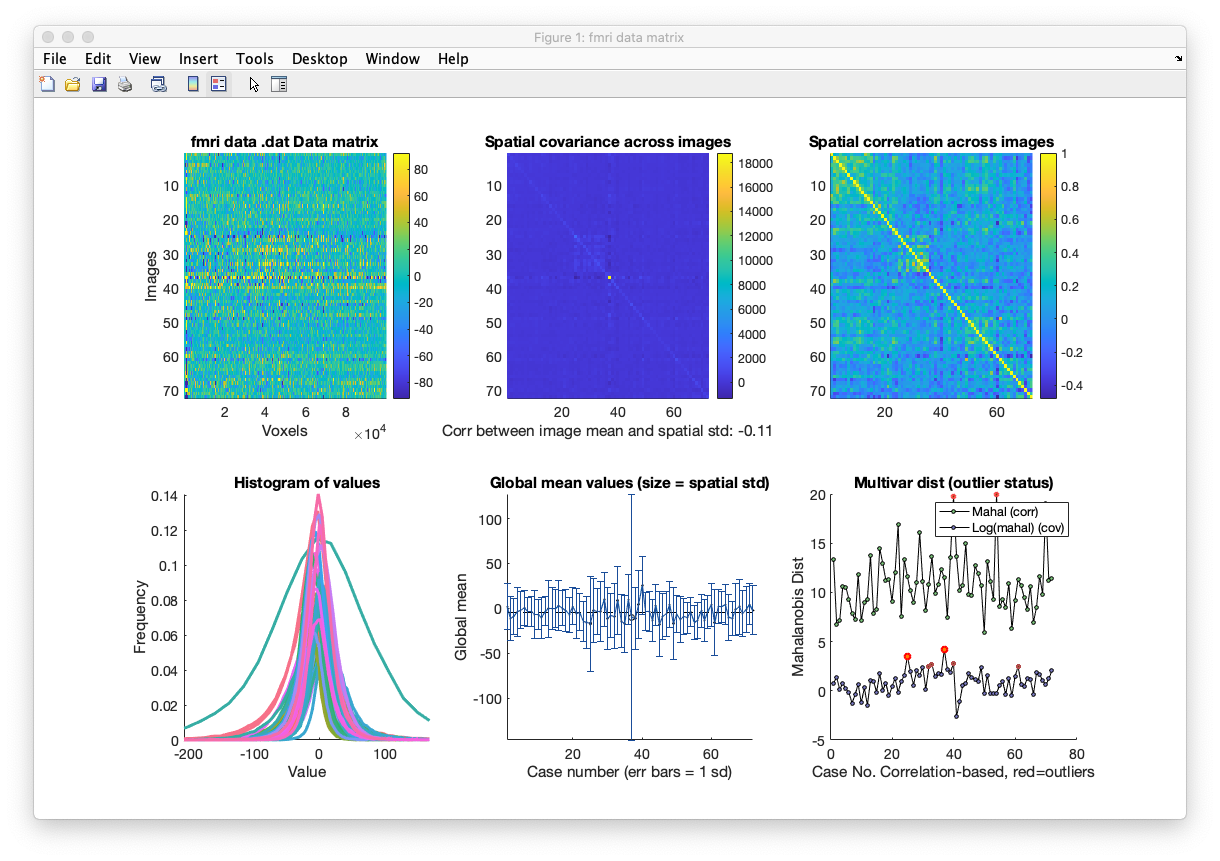 Figure 1: fmri data matrix
File Edit View Insert Tools Desktop Window Help
fmri data .dat Data matrix
Images
10
20
30
40
50
60
70
2 4 6 8
×10^4
Voxels
80
60
40
20
0
-20
-40
-60
-80
Spatial covariance across images
10
20
30
40
50
60
70
20 40 60
Corr between image mean and spatial std: -0.11
18000
16000
14000
12000
10000
8000
6000
4000
2000
0
Spatial correlation across images
10
20
30
40
50
60
70
20 40 60
1
0.8
0.6
0.4
0.2
0
-0.2
-0.4
Histogram of values
Frequency
0.14
0.12
0.1
0.08
0.06
0.04
0.02
0
-200 -100 0 100
Value
Global mean values (size = spatial std)
Global mean
100
50
0
-50
-100
20 40 60
Case number (err bars = 1 sd)
Multivar dist (outlier status)
Mahalanobis Dist
20
15
10
5
0
-5
Mahal (corr)
Log(mahal) (cov)
0 20 40 60 80
Case No. Correlation-based, red=outliers